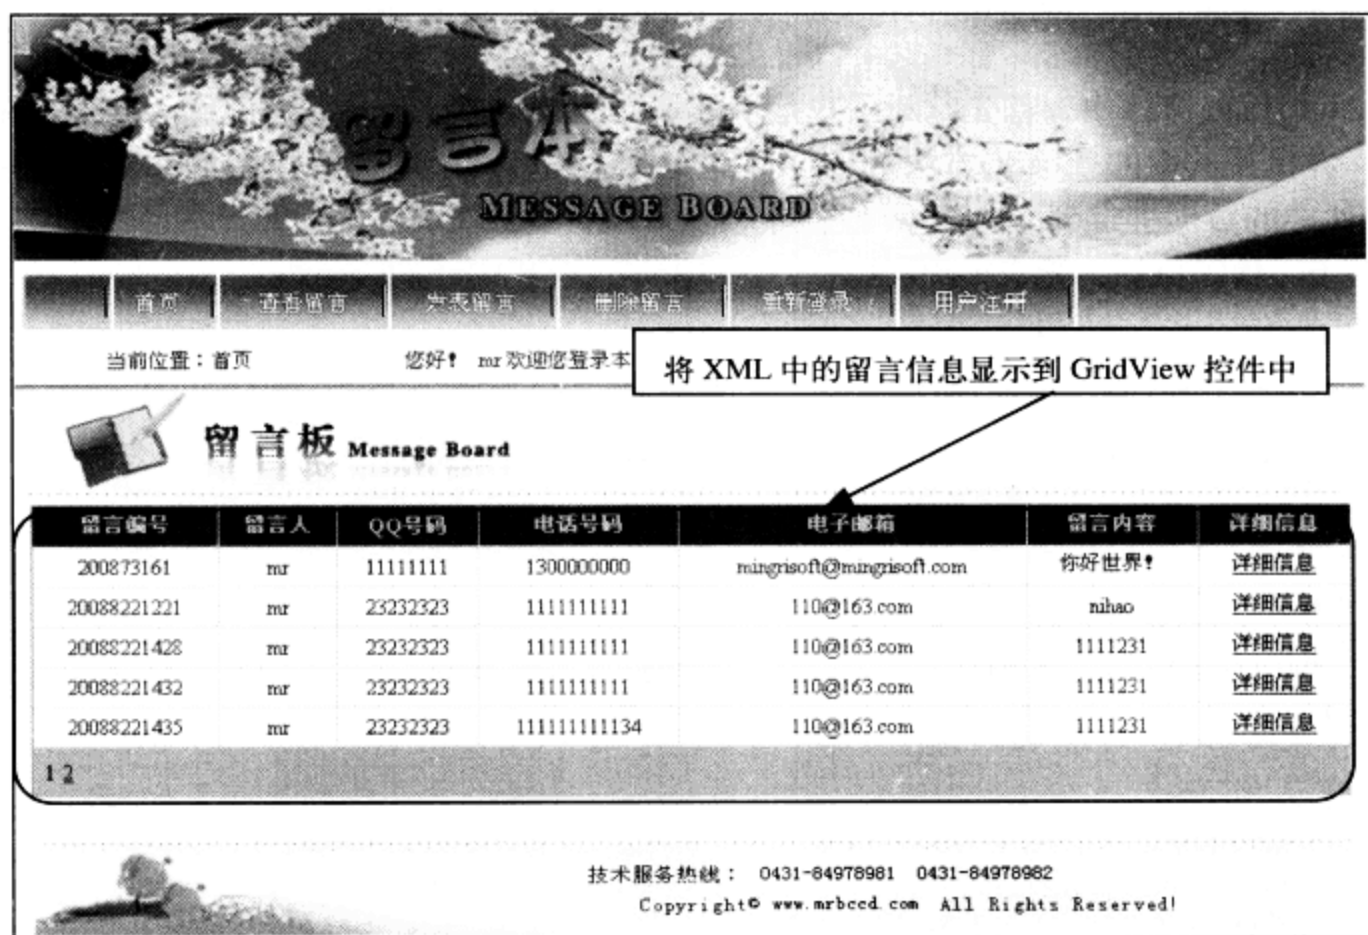 留言本
MESSAGE BOARD
首页 查看留言 发表留言 删除留言 重新登录 用户注册
当前位置：首页 您好！ mr 欢迎您登录本
将 XML 中的留言信息显示到 GridView 控件中
留言板 Message Board
留言编号 留言人 QQ号码 电话号码 电子邮箱 留言内容 详细信息
200873161 mr 11111111 1300000000 mingrisoft@mingrisoft.com 你好世界！ 详细信息
20088221221 mr 23232323 1111111111 110@163.com nihao 详细信息
20088221428 mr 23232323 1111111111 110@163.com 1111231 详细信息
20088221432 mr 23232323 1111111111 110@163.com 1111231 详细信息
20088221435 mr 23232323 111111111134 110@163.com 1111231 详细信息
1 2
技术服务热线： 0431-84978981 0431-84978982
Copyright© www.mrbccd.com All Rights Reserved!